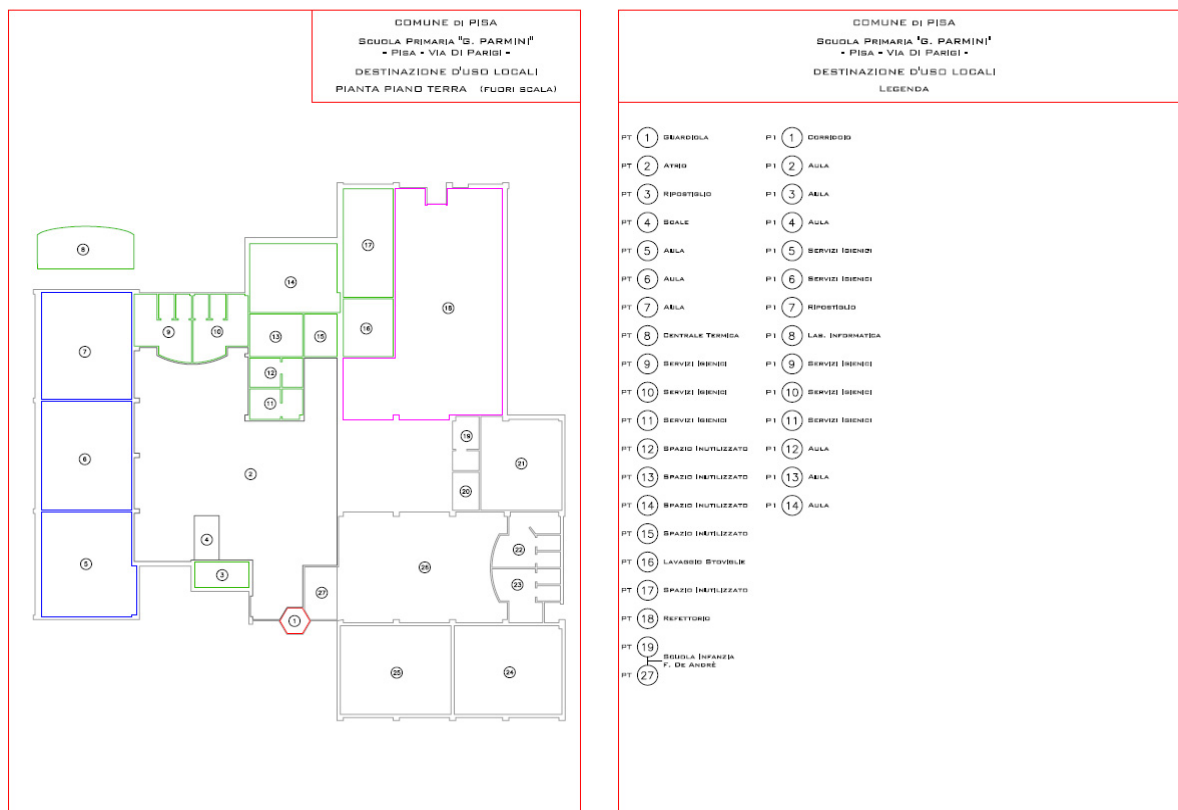 COMUNE DI PISA
SCUOLA PRIMARIA "G. PARMINI"
- PISA - VIA DI PARIGI -
DESTINAZIONE D'USO LOCALI
PIANTA PIANO TERRA (FUORI SCALA)
17
8
14
18
13
15
16
9
10
7
12
11
19
21
6
2
20
4
22
5
3
26
23
27
1
25
24
COMUNE DI PISA
SCUOLA PRIMARIA "G. PARMINI"
- PISA - VIA DI PARIGI -
DESTINAZIONE D'USO LOCALI
LEGENDA
PT 1 GUARDIOLA
PT 2 ATRIO
PT 3 RIPOSTIGLIO
PT 4 SCALE
PT 5 AULA
PT 6 AULA
PT 7 AULA
PT 8 CENTRALE TERMICA
PT 9 SERVIZI IGIENICI
PT 10 SERVIZI IGIENICI
PT 11 SERVIZI IGIENICI
PT 12 SPAZIO INUTILIZZATO
PT 13 SPAZIO INUTILIZZATO
PT 14 SPAZIO INUTILIZZATO
PT 15 SPAZIO INUTILIZZATO
PT 16 LAVAGGIO STOVIGLIE
PT 17 SPAZIO INUTILIZZATO
PT 18 REFETTORIO
PT 19
SCUOLA INFANZIA
F. DE ANDRÈ
PT 27
P1 1 CORRIDOIO
P1 2 AULA
P1 3 AULA
P1 4 AULA
P1 5 SERVIZI IGIENICI
P1 6 SERVIZI IGIENICI
P1 7 RIPOSTIGLIO
P1 8 LAB. INFORMATICA
P1 9 SERVIZI IGIENICI
P1 10 SERVIZI IGIENICI
P1 11 SERVIZI IGIENICI
P1 12 AULA
P1 13 AULA
P1 14 AULA